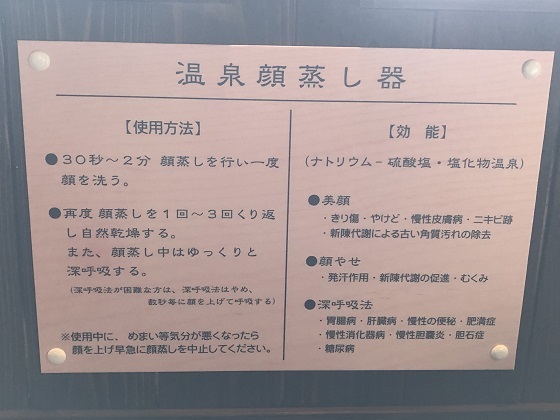 温泉顔蒸し器
【使用方法】
●30秒〜2分 顔蒸しを行い一度
顔を洗う。
●再度 顔蒸しを1回〜3回くり返
し自然乾燥する。
また、顔蒸し中はゆっくりと
深呼吸する。
(深呼吸法が困難な方は、深呼吸法はやめ、
数秒毎に顔を上げて呼吸する)
※使用中に、めまい等気分が悪くなったら
顔を上げ早急に顔蒸しを中止してください。
【効 能】
(ナトリウム-硫酸塩・塩化物温泉)
●美顔
・きり傷・やけど・慢性皮膚病・ニキビ跡
・新陳代謝による古い角質汚れの除去
●顔やせ
・発汗作用・新陳代謝の促進・むくみ
●深呼吸法
・胃腸病・肝臓病・慢性の便秘・肥満症
・慢性消化器病・慢性胆嚢炎・胆石症
・糖尿病